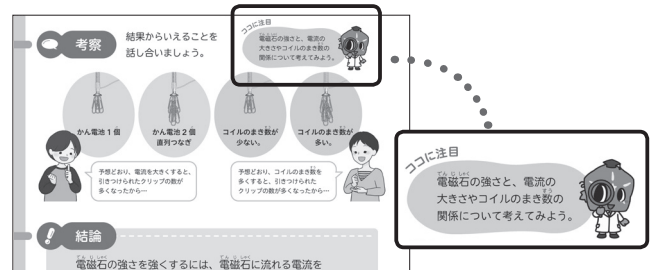 考察
結果からいえることを
話し合いましょう。
ココに注目
電磁石の強さと、電流の
大きさやコイルのまき数の
関係について考えてみよう。
かん電池1個
かん電池2個
直列つなぎ
コイルのまき数が
少ない。
コイルのまき数が
多い。
予想どおり、電流を大きくすると、
引きつけられたクリップの数が
多くなったから…
予想どおり、コイルのまき数を
多くすると、引きつけられた
クリップの数が多くなったから…
結論
電磁石の強さを強くするには、電磁石に流れる電流を
ココに注目
電磁石の強さと、電流の
大きさやコイルのまき数の
関係について考えてみよう。